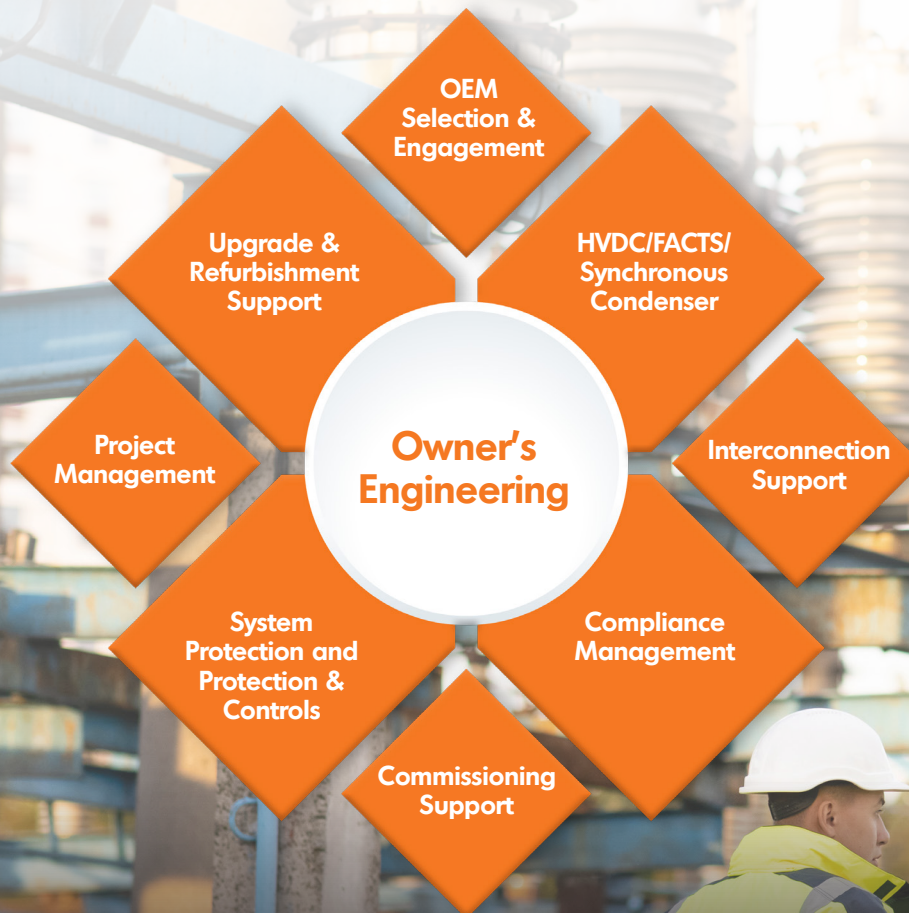 OEM
Selection &
Engagement
Upgrade &
Refurbishment
Support
HVDC/FACTS/
Synchronous
Condenser
Project
Management
Owner’s
Engineering
Interconnection
Support
System
Protection and
Protection &
Controls
Compliance
Management
Commissioning
Support